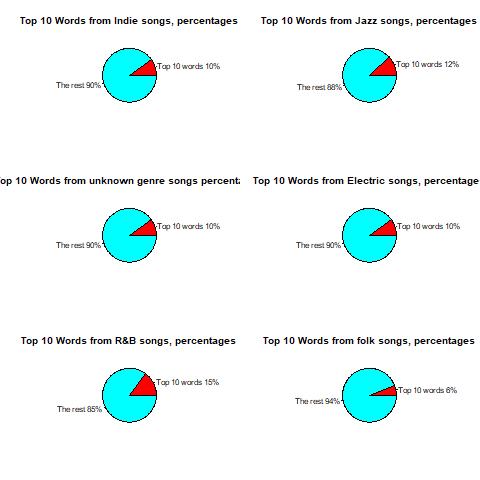 Top 10 Words from Indie songs, percentages
Top 10 words 10%
The rest 90%
Top 10 Words from Jazz songs, percentages
Top 10 words 12%
The rest 88%
op 10 Words from unknown genre songs percent
Top 10 words 10%
The rest 90%
Top 10 Words from Electric songs, percentage
Top 10 words 10%
The rest 90%
Top 10 Words from R&B songs, percentages
Top 10 words 15%
The rest 85%
Top 10 Words from folk songs, percentages
Top 10 words 6%
The rest 94%